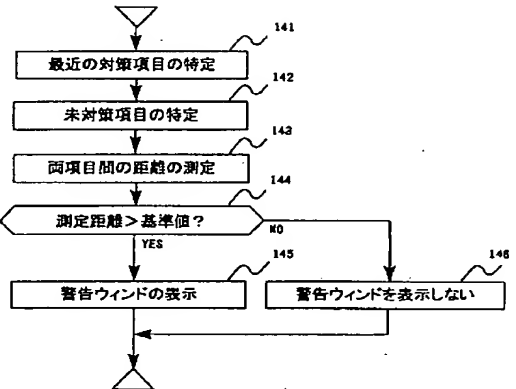 141
最近の対策項目の特定
142
未対策項目の特定
143
両項目間の距離の測定
144
測定距離＞基準値？
NO
YES
145
146
警告ウィンドの表示
警告ウィンドを表示しない